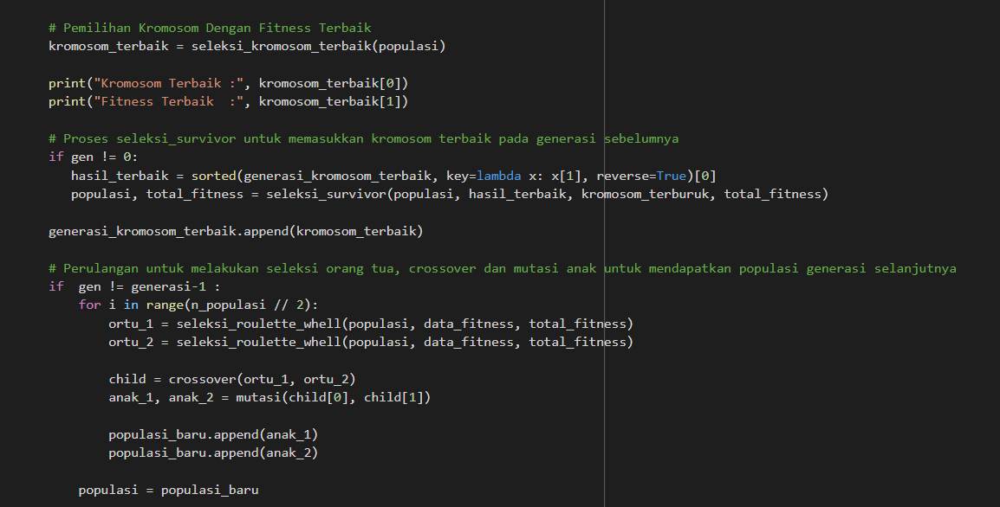 # Pemilihan Kromosom Dengan Fitness Terbaik
kromosom_terbaik = seleksi_kromosom_terbaik(populasi)
print("Kromosom Terbaik :", kromosom_terbaik[0])
print("Fitness Terbaik  :", kromosom_terbaik[1])
# Proses seleksi_survivor untuk memasukkan kromosom terbaik pada generasi sebelumnya
if gen != 0:
   hasil_terbaik = sorted(generasi_kromosom_terbaik, key=lambda x: x[1], reverse=True)[0]
   populasi, total_fitness = seleksi_survivor(populasi, hasil_terbaik, kromosom_terburuk, total_fitness)
generasi_kromosom_terbaik.append(kromosom_terbaik)
# Perulangan untuk melakukan seleksi orang tua, crossover dan mutasi anak untuk mendapatkan populasi generasi selanjutnya
if  gen != generasi-1 :
    for i in range(n_populasi // 2):
        ortu_1 = seleksi_roulette_whell(populasi, data_fitness, total_fitness)
        ortu_2 = seleksi_roulette_whell(populasi, data_fitness, total_fitness)
        child = crossover(ortu_1, ortu_2)
        anak_1, anak_2 = mutasi(child[0], child[1])
        populasi_baru.append(anak_1)
        populasi_baru.append(anak_2)
    populasi = populasi_baru